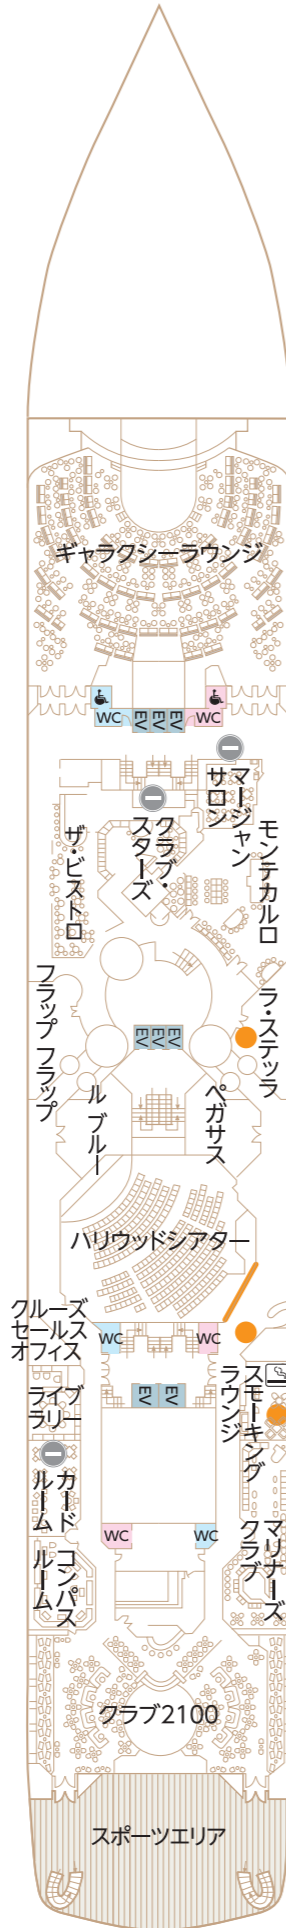 ギャラクシーラウンジ
WC
EV
EV
EV
WC
マージャン
サロン
クラブ・
スターズ
モンテカルロ
ザ・ビストロ
フラップ フラップ
ラ・ステッラ
EV
EV
EV
ル ブルー
ペガサス
ハリウッドシアター
クルーズ
セールス
オフィス
WC
WC
スモーキング
ラウンジ
ライブ
ラリー
EV
EV
カード
ルーム
マリナーズ
クラブ
WC
WC
コンパス
ルーム
クラブ2100
スポーツエリア